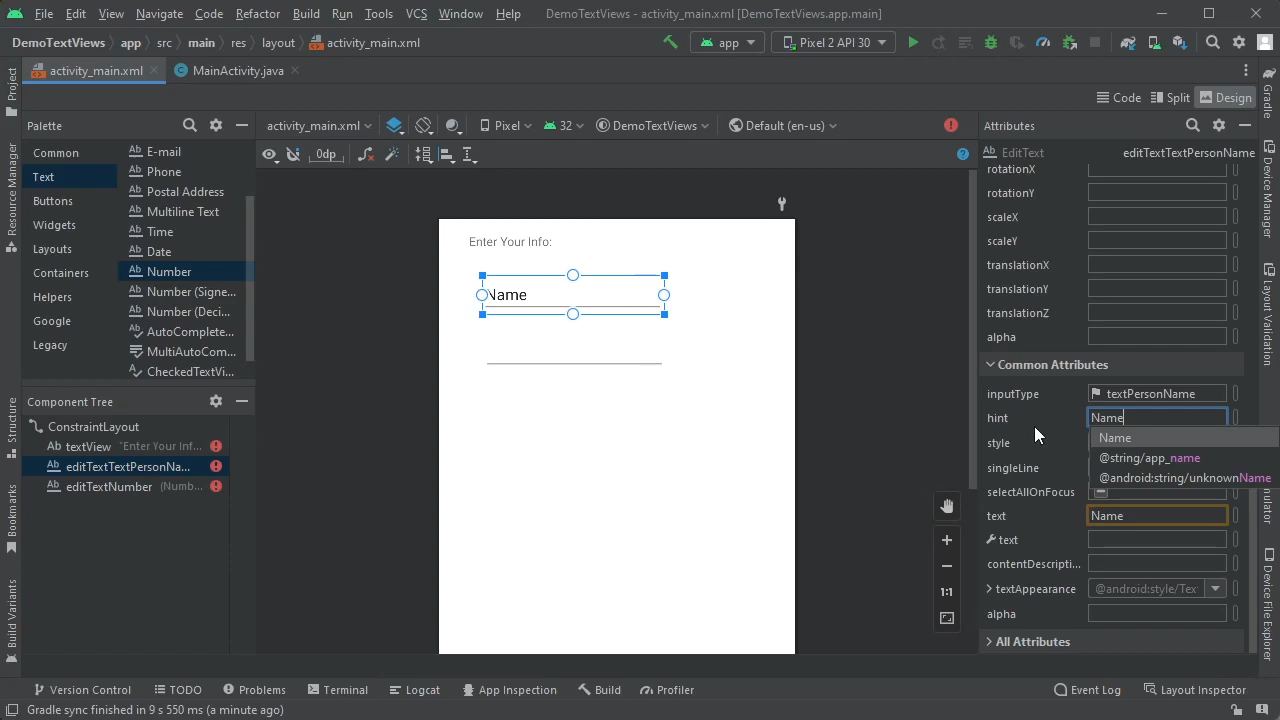 File Edit View Navigate Code Refactor Build Run Tools VCS Window Help DemoTextViews - activity_main.xml [DemoTextViews.app.main]
DemoTextViews app src main res layout activity_main.xml app Pixel 2 API 30
activity_main.xml MainActivity.java
Code Split Design
Palette activity_main.xml Pixel 32 DemoTextViews Default (en-us) Attributes
0dp
Ab EditText editTextTextPersonName
Common
Text
Buttons
Widgets
Layouts
Containers
Helpers
Google
Legacy
Ab E-mail
Ab Phone
Ab Postal Address
Ab Multiline Text
Ab Time
Ab Date
Ab Number
Ab Number (Signe...
Ab Number (Deci...
AutoComplete...
MultiAutoCom...
CheckedTextVi...
Component Tree
ConstraintLayout
Ab textView "Enter Your Inf...
Ab editTextTextPersonNa...
Ab editTextNumber (Numb...
Enter Your Info:
Name
1:1
rotationX
rotationY
scaleX
scaleY
translationX
translationY
translationZ
alpha
Common Attributes
inputType textPersonName
hint Name
Name
style
@string/app_name
singleLine
@android:string/unknownName
selectAllOnFocus
text Name
text
contentDescripti...
textAppearance @android:style/Tex
alpha
All Attributes
Project
Resource Manager
Structure
Bookmarks
Build Variants
Gradle
Device Manager
Layout Validation
Device File Explorer
Version Control TODO Problems Terminal Logcat App Inspection Build Profiler Event Log Layout Inspector
Gradle sync finished in 9 s 550 ms (a minute ago)